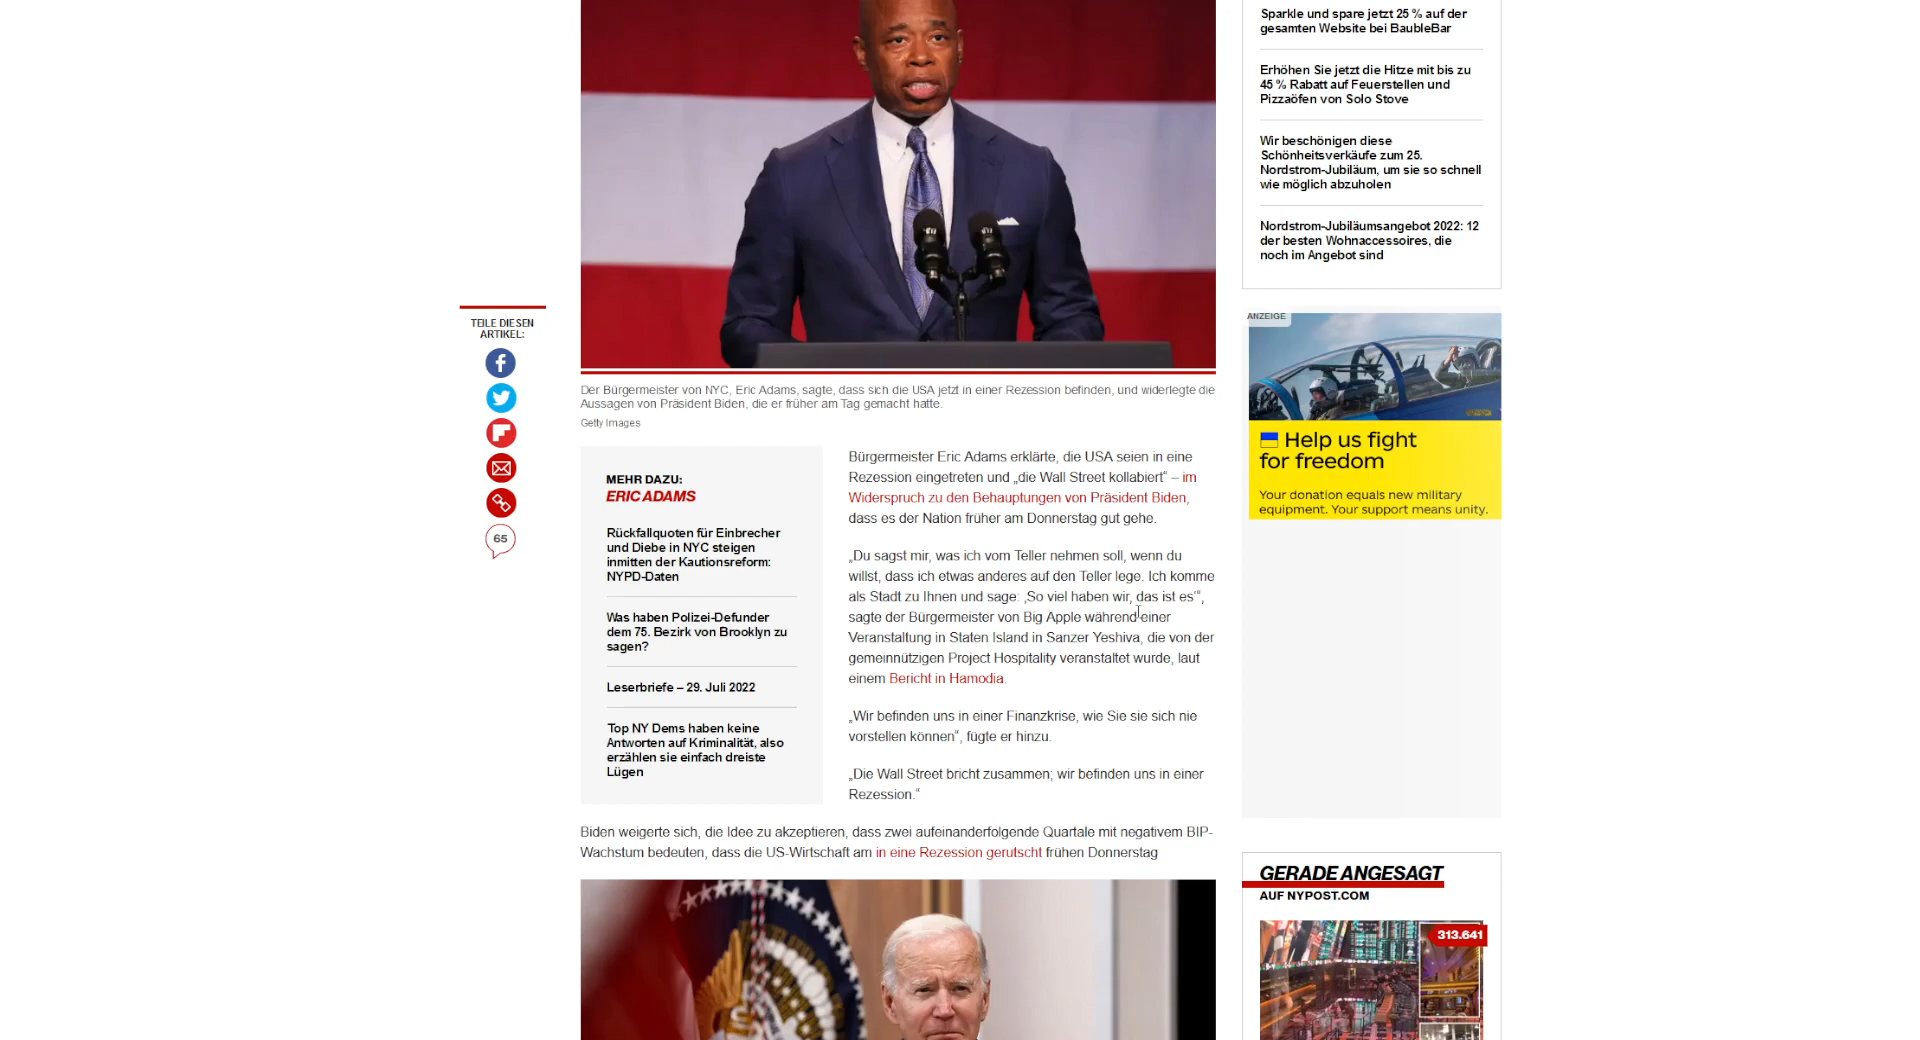 Sparkle und spare jetzt 25 % auf der
gesamten Website bei BaubleBar
Erhöhen Sie jetzt die Hitze mit bis zu
45 % Rabatt auf Feuerstellen und
Pizzaöfen von Solo Stove
Wir beschönigen diese
Schönheitsverkäufe zum 25.
Nordstrom-Jubiläum, um sie so schnell
wie möglich abzuholen
Nordstrom-Jubiläumsangebot 2022: 12
der besten Wohnaccessoires, die
noch im Angebot sind
TEILE DIESEN
ARTIKEL:
65
Der Bürgermeister von NYC, Eric Adams, sagte, dass sich die USA jetzt in einer Rezession befinden, und widerlegte die
Aussagen von Präsident Biden, die er früher am Tag gemacht hatte.
Getty Images
MEHR DAZU:
ERIC ADAMS
Rückfallquoten für Einbrecher
und Diebe in NYC steigen
inmitten der Kautionsreform:
NYPD-Daten
Was haben Polizei-Defunder
dem 75. Bezirk von Brooklyn zu
sagen?
Leserbriefe – 29. Juli 2022
Top NY Dems haben keine
Antworten auf Kriminalität, also
erzählen sie einfach dreiste
Lügen
Bürgermeister Eric Adams erklärte, die USA seien in eine
Rezession eingetreten und „die Wall Street kollabiert“ – im
Widerspruch zu den Behauptungen von Präsident Biden,
dass es der Nation früher am Donnerstag gut gehe.
„Du sagst mir, was ich vom Teller nehmen soll, wenn du
willst, dass ich etwas anderes auf den Teller lege. Ich komme
als Stadt zu Ihnen und sage: ‚So viel haben wir, das ist es‘“,
sagte der Bürgermeister von Big Apple während einer
Veranstaltung in Staten Island in Sanzer Yeshiva, die von der
gemeinnützigen Project Hospitality veranstaltet wurde, laut
einem Bericht in Hamodia.
„Wir befinden uns in einer Finanzkrise, wie Sie sie sich nie
vorstellen können“, fügte er hinzu.
„Die Wall Street bricht zusammen; wir befinden uns in einer
Rezession.“
Biden weigerte sich, die Idee zu akzeptieren, dass zwei aufeinanderfolgende Quartale mit negativem BIP-
Wachstum bedeuten, dass die US-Wirtschaft am in eine Rezession gerutscht frühen Donnerstag
ANZEIGE
Help us fight
for freedom
Your donation equals new military
equipment. Your support means unity.
GERADE ANGESAGT
AUF NYPOST.COM
313.641